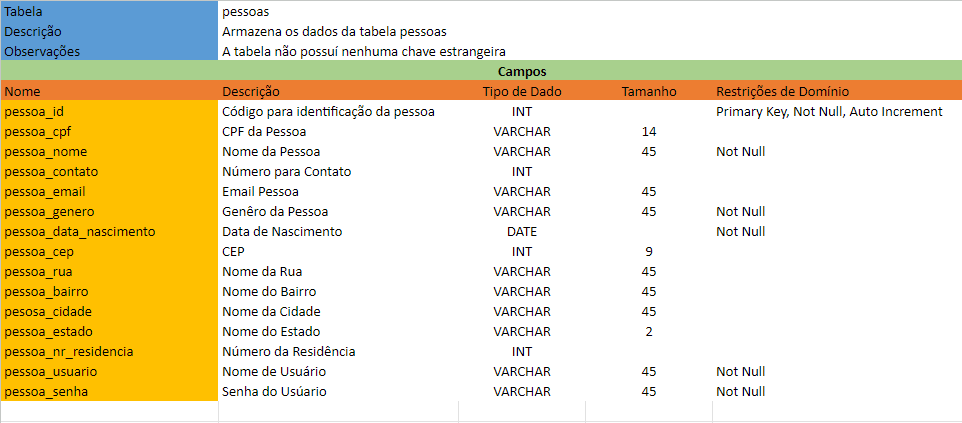 Tabela pessoas
Descrição Armazena os dados da tabela pessoas
Observações A tabela não possuí nenhuma chave estrangeira
Campos
Nome Descrição Tipo de Dado Tamanho Restrições de Domínio
pessoa_id Código para identificação da pessoa INT Primary Key, Not Null, Auto Increment
pessoa_cpf CPF da Pessoa VARCHAR 14
pessoa_nome Nome da Pessoa VARCHAR 45 Not Null
pessoa_contato Número para Contato INT
pessoa_email Email Pessoa VARCHAR 45
pessoa_genero Genêro da Pessoa VARCHAR 45 Not Null
pessoa_data_nascimento Data de Nascimento DATE Not Null
pessoa_cep CEP INT 9
pessoa_rua Nome da Rua VARCHAR 45
pessoa_bairro Nome do Bairro VARCHAR 45
pesosa_cidade Nome da Cidade VARCHAR 45
pessoa_estado Nome do Estado VARCHAR 2
pessoa_nr_residencia Número da Residência INT
pessoa_usuario Nome de Usuário VARCHAR 45 Not Null
pessoa_senha Senha do Usúario VARCHAR 45 Not Null